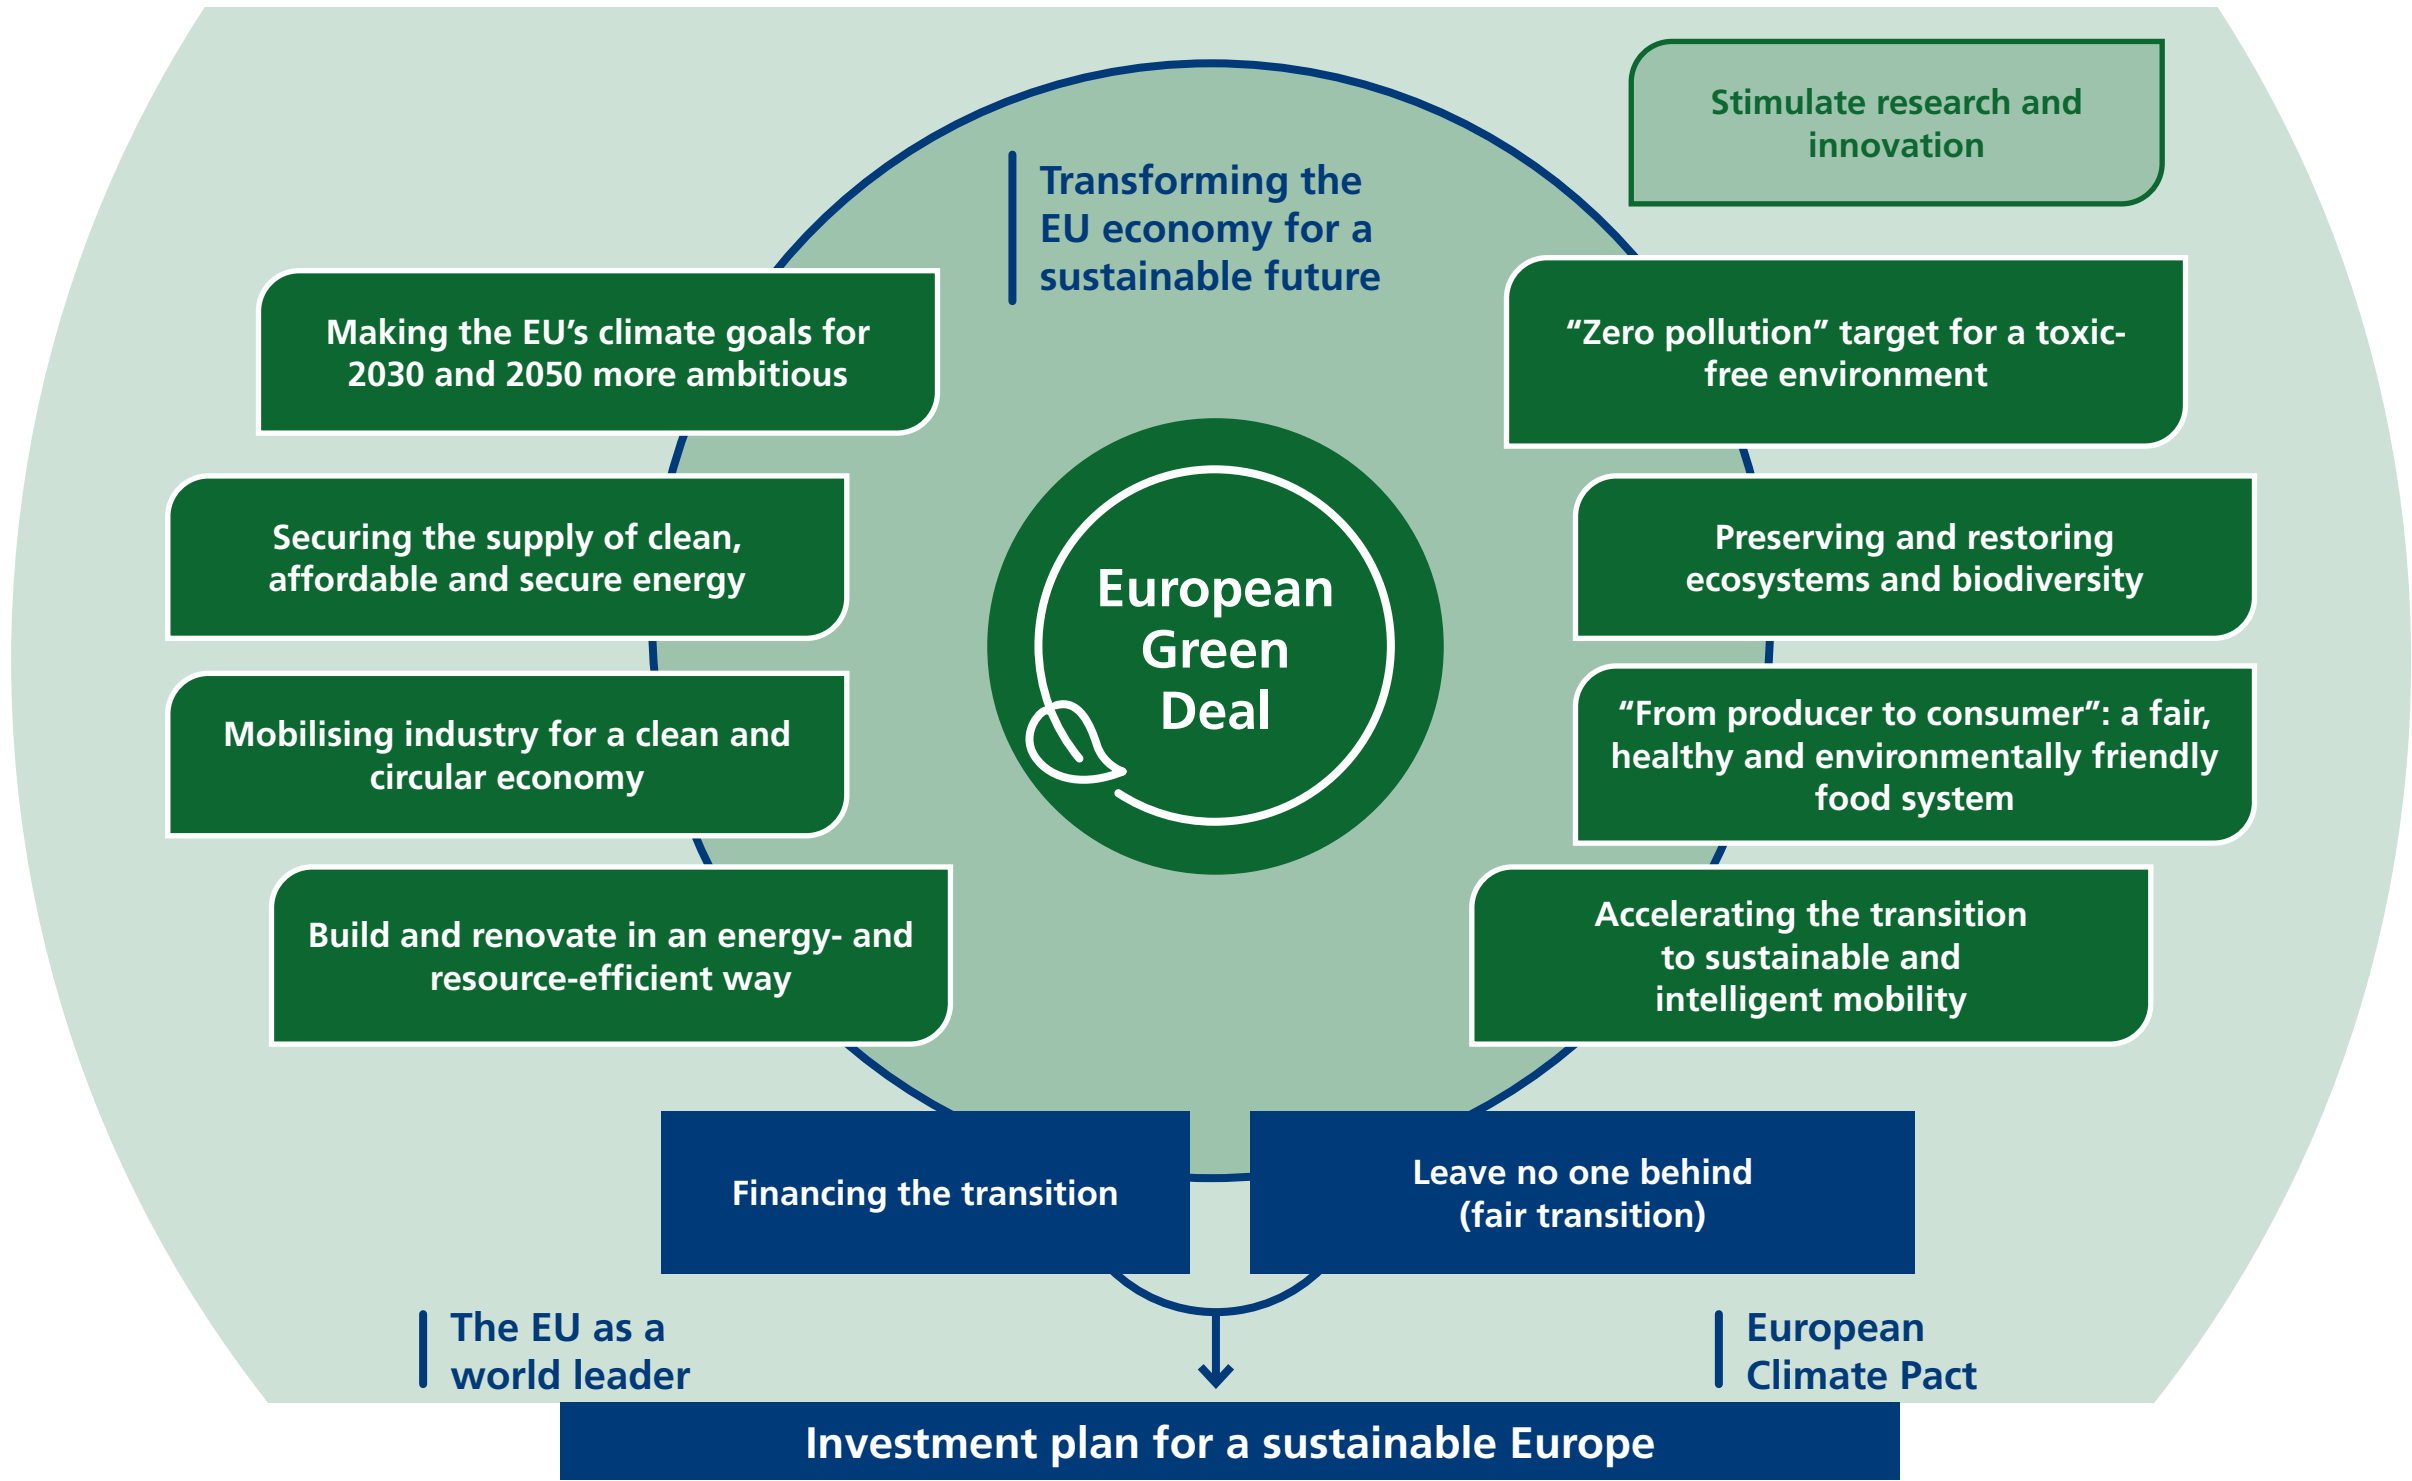 Stimulate research and
innovation
Transforming the
EU economy for a
sustainable future
Making the EU’s climate goals for
2030 and 2050 more ambitious
“Zero pollution” target for a toxic-
free environment
Securing the supply of clean,
affordable and secure energy
Preserving and restoring
ecosystems and biodiversity
European
Green
Deal
Mobilising industry for a clean and
circular economy
“From producer to consumer”: a fair,
healthy and environmentally friendly
food system
Build and renovate in an energy- and
resource-efficient way
Accelerating the transition
to sustainable and
intelligent mobility
Financing the transition
Leave no one behind
(fair transition)
The EU as a
world leader
European
Climate Pact
Investment plan for a sustainable Europe